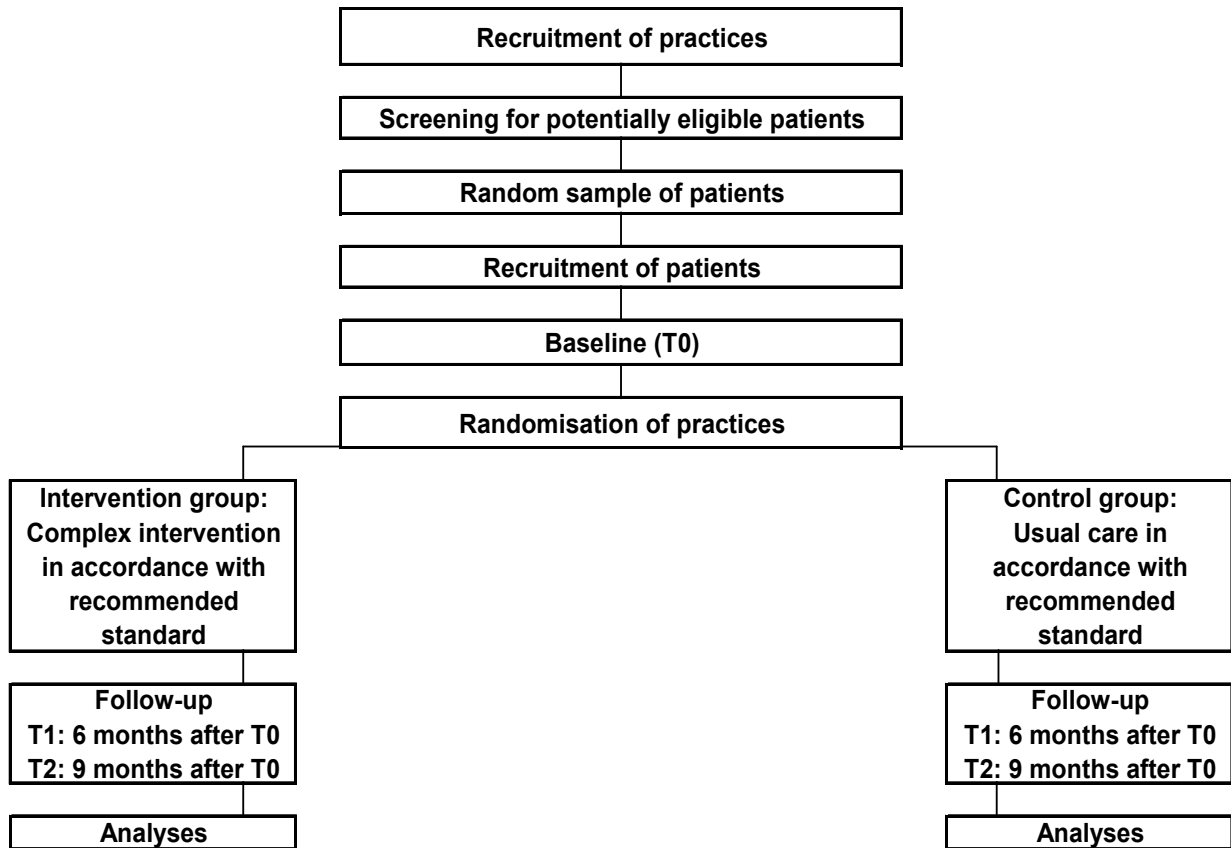 Recruitment of practices
Screening for potentially eligible patients
Random sample of patients
Recruitment of patients
Baseline (T0)
Randomisation of practices
Intervention group:
Complex intervention
in accordance with
recommended
standard
Control group:
Usual care in
accordance with
recommended
standard
Follow-up
T1: 6 months after T0
T2: 9 months after T0
Follow-up
T1: 6 months after T0
T2: 9 months after T0
Analyses
Analyses